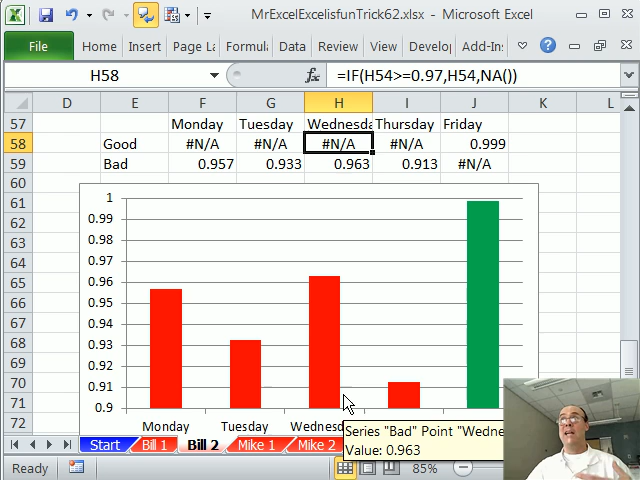 MrExcelExcelisfunTrick62.xlsx - Microsoft Excel
File Home Insert Page La Formula Data Review Develo Add-Ins
H58 fx =IF(H54>=0.97,H54,NA())
D E F G H I J K L
57 Monday Tuesday Wednesda Thursday Friday
58 Good #N/A #N/A #N/A #N/A 0.999
59 Bad 0.957 0.933 0.963 0.913 #N/A
60
61 1
62 0.99
63 0.98
64 0.97
65 0.96
66 0.95
67 0.94
68 0.93
69 0.92
70 0.91
71 0.9
72 Monday Tuesday Wednesd
Series "Bad" Point "Wedne
Value: 0.963
Start Bill 1 Bill 2 Mike 1 Mike 2
Ready 85%